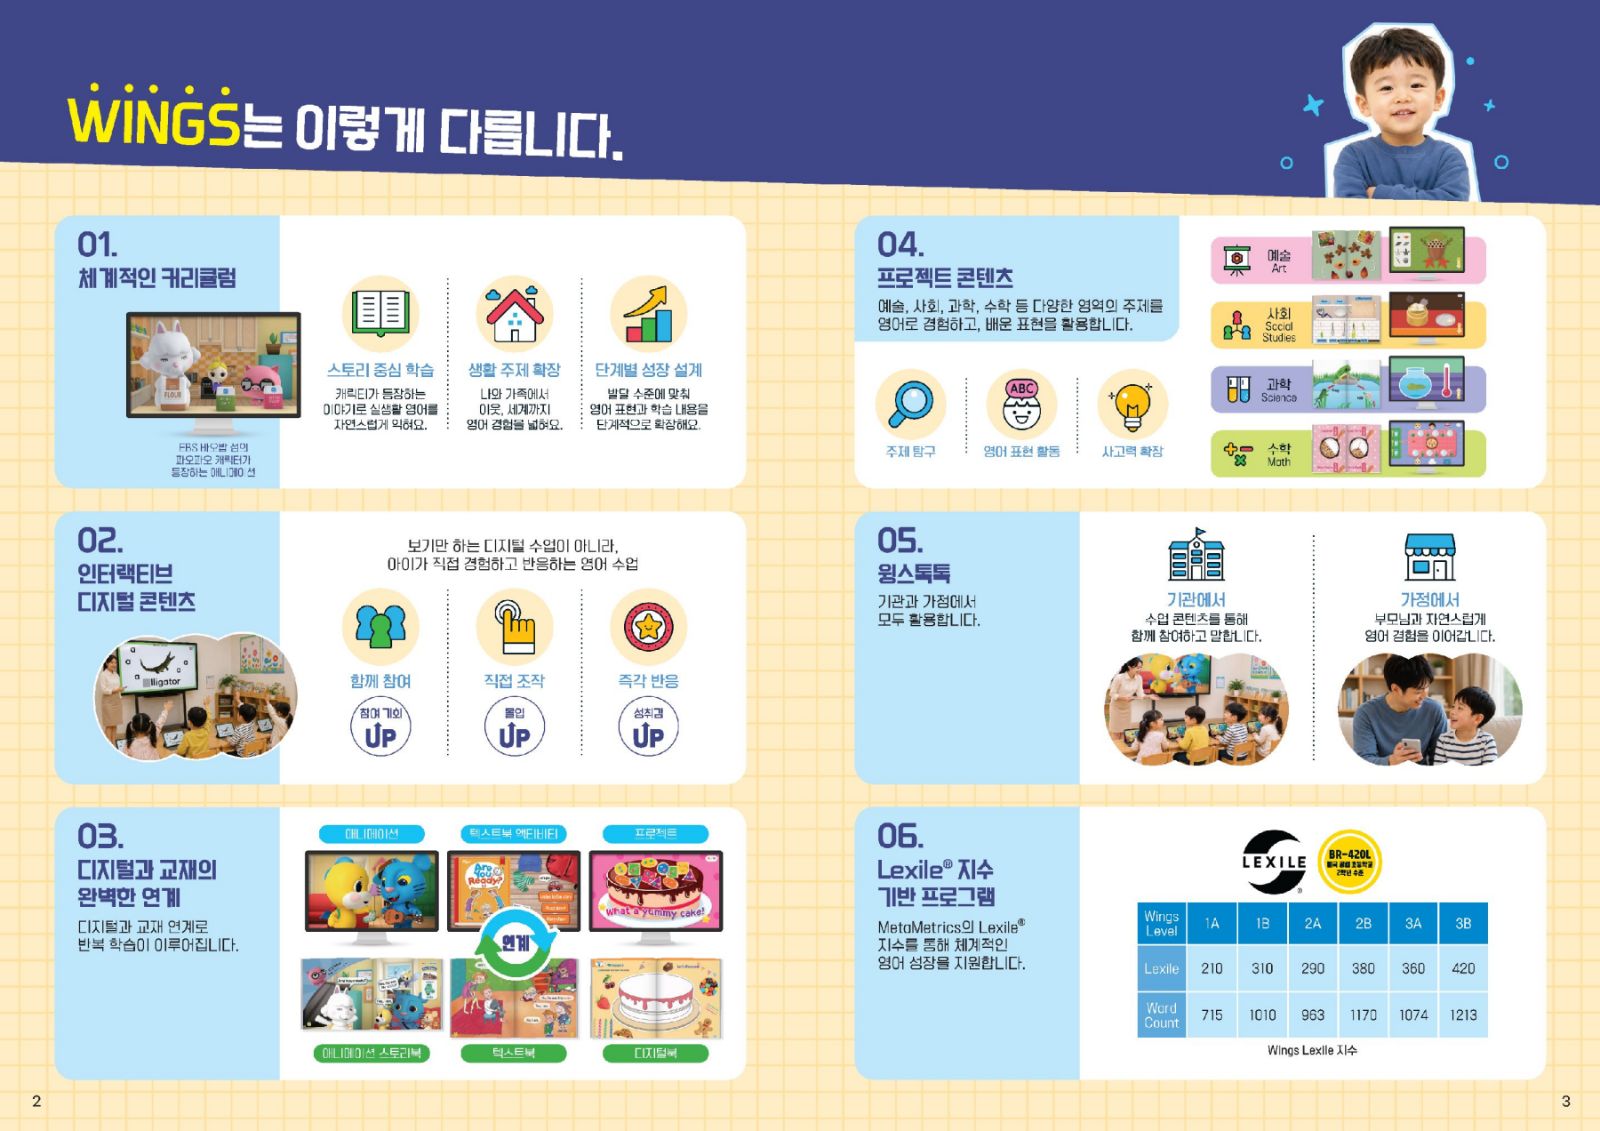 WINGS는 이렇게 다릅니다.
01.
체계적인 커리큘럼
FLOUR
EBS 바오밥 섬의
파오파오 캐릭터가
등장하는 애니메이션
스토리 중심 학습
캐릭터가 등장하는
이야기로 실생활 영어를
자연스럽게 익혀요.
생활 주제 확장
나와 가족에서
이웃, 세계까지
영어 경험을 넓혀요.
단계별 성장 설계
발달 수준에 맞춰
영어 표현과 학습 내용을
단계적으로 확장해요.
02.
인터랙티브
디지털 콘텐츠
lligator
보기만 하는 디지털 수업이 아니라,
아이가 직접 경험하고 반응하는 영어 수업
함께 참여
참여 기회
UP
직접 조작
몰입
UP
즉각 반응
성취감
UP
03.
디지털과 교재의
완벽한 연계
디지털과 교재 연계로
반복 학습이 이루어집니다.
애니메이션
텍스트북 액티비티
프로젝트
Are
You
Ready?
What a yummy cake!
연계
애니메이션 스토리북
텍스트북
디지털북
2
04.
프로젝트 콘텐츠
예술, 사회, 과학, 수학 등 다양한 영역의 주제를
영어로 경험하고, 배운 표현을 활용합니다.
주제 탐구
ABC
영어 표현 활동
사고력 확장
예술
Art
사회
Social
Studies
과학
Science
수학
Math
05.
윙스톡톡
기관과 가정에서
모두 활용합니다.
기관에서
수업 콘텐츠를 통해
함께 참여하고 말합니다.
가정에서
부모님과 자연스럽게
영어 경험을 이어갑니다.
06.
Lexile® 지수
기반 프로그램
MetaMetrics의 Lexile®
지수를 통해 체계적인
영어 성장을 지원합니다.
LEXILE®
BR-420L
미국 공립 초등학교
2학년 수준
Wings Level 1A 1B 2A 2B 3A 3B
Lexile 210 310 290 380 360 420
Word Count 715 1010 963 1170 1074 1213
Wings Lexile 지수
3